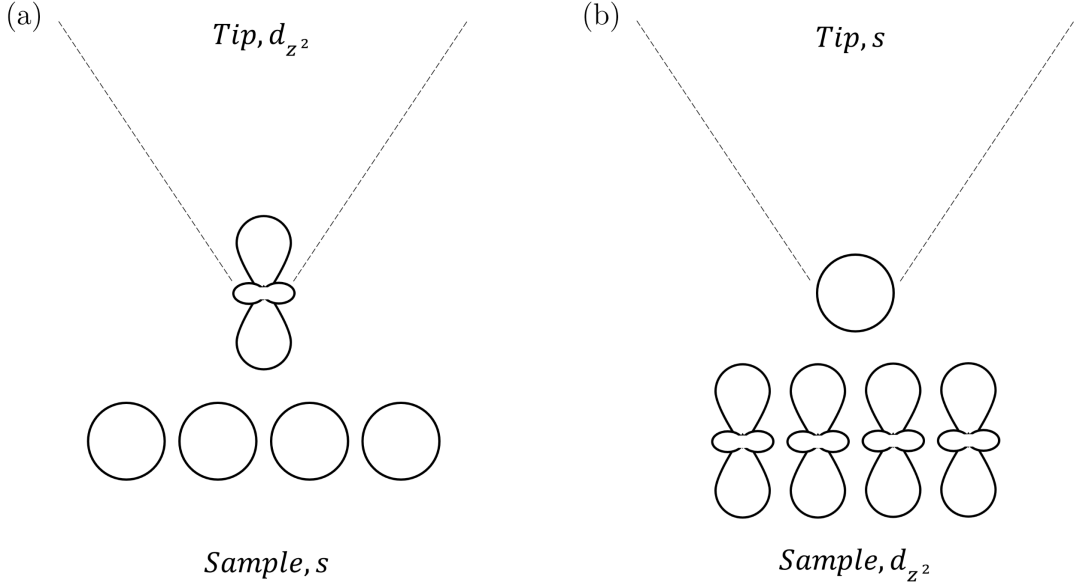 (a)
Tip, d_{z^2}
Sample, s
(b)
Tip, s
Sample, d_{z^2}